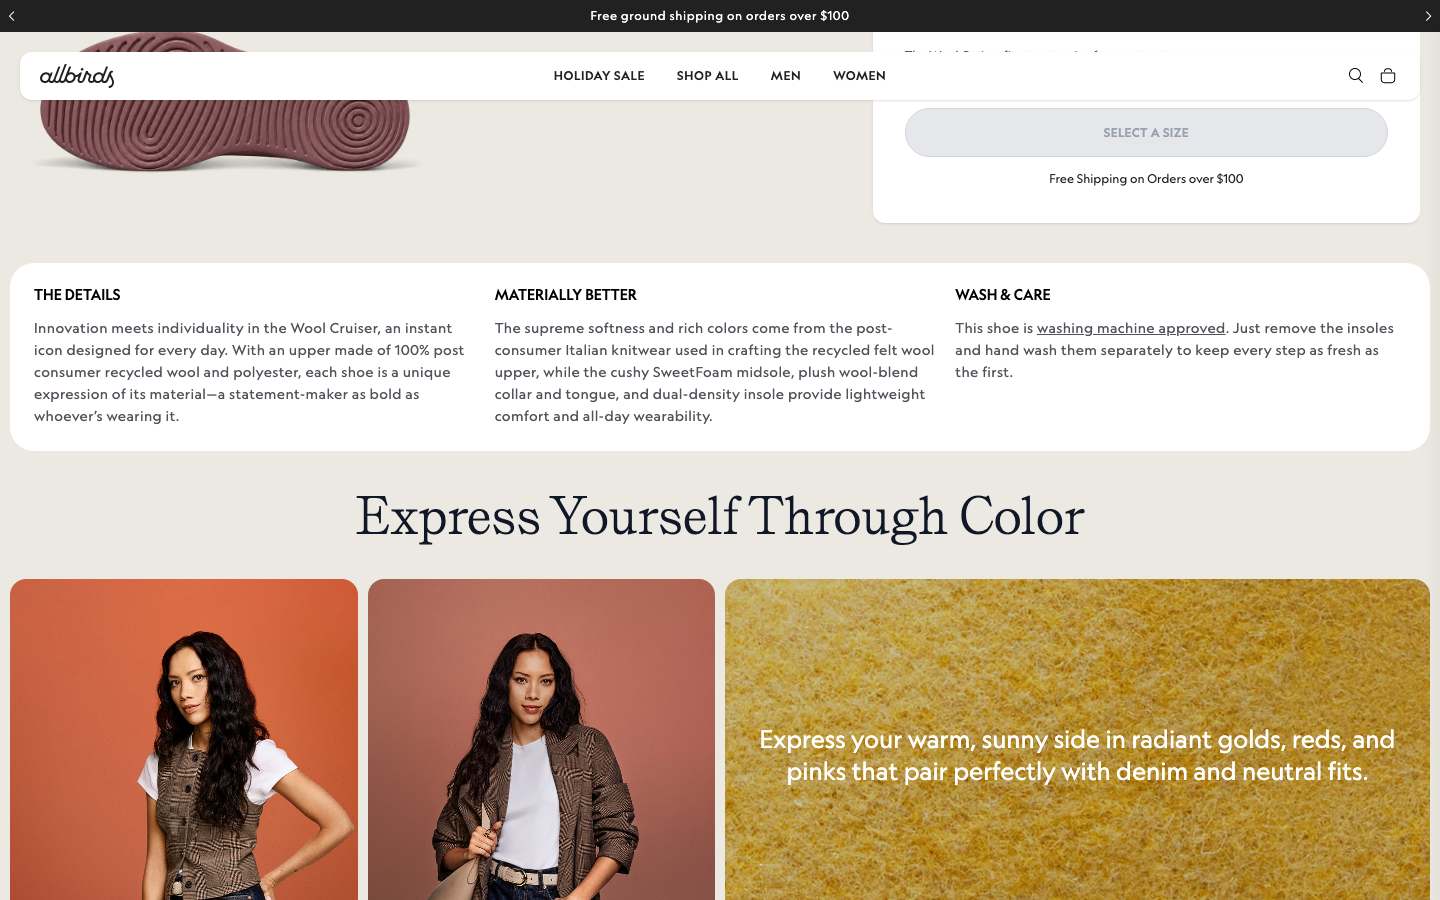 Free ground shipping on orders over $100
allbirds
HOLIDAY SALE
SHOP ALL
MEN
WOMEN
SELECT A SIZE
Free Shipping on Orders over $100
THE DETAILS
Innovation meets individuality in the Wool Cruiser, an instant
icon designed for every day. With an upper made of 100% post
consumer recycled wool and polyester, each shoe is a unique
expression of its material—a statement-maker as bold as
whoever’s wearing it.
MATERIALLY BETTER
The supreme softness and rich colors come from the post-
consumer Italian knitwear used in crafting the recycled felt wool
upper, while the cushy SweetFoam midsole, plush wool-blend
collar and tongue, and dual-density insole provide lightweight
comfort and all-day wearability.
WASH & CARE
This shoe is washing machine approved. Just remove the insoles
and hand wash them separately to keep every step as fresh as
the first.
Express Yourself Through Color
Express your warm, sunny side in radiant golds, reds, and
pinks that pair perfectly with denim and neutral fits.